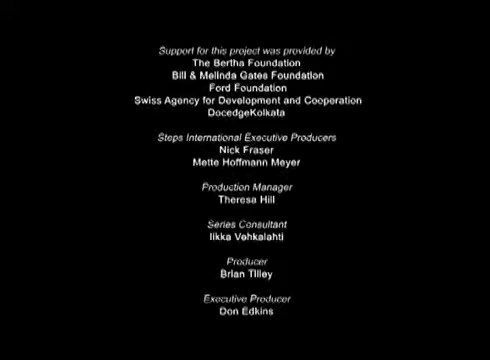 Support for this project was provided by
The Bertha Foundation
Bill & Melinda Gates Foundation
Ford Foundation
Swiss Agency for Development and Cooperation
DocedgeKolkata
Steps International Executive Producers
Nick Fraser
Mette Hoffmann Meyer
Production Manager
Theresa Hill
Series Consultant
Iikka Vehkalahti
Producer
Brian Tilley
Executive Producer
Don Edkins